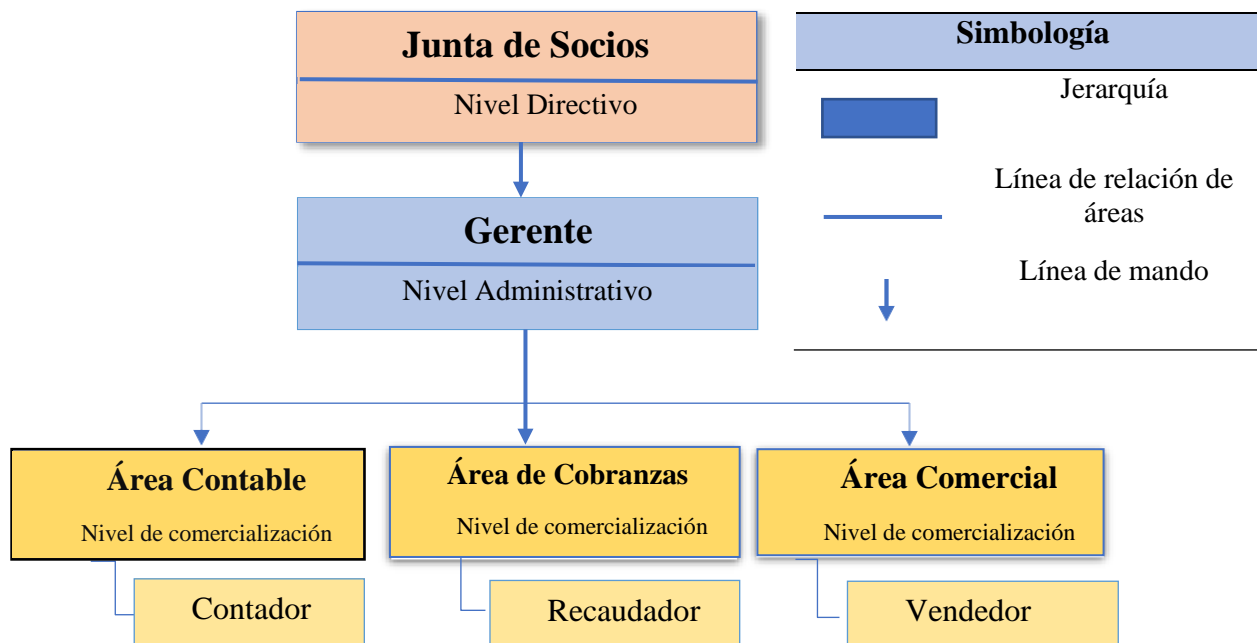 Junta de Socios
Nivel Directivo
Gerente
Nivel Administrativo
Simbología
Jerarquía
Línea de relación de
áreas
Línea de mando
Área Contable
Nivel de comercialización
Área de Cobranzas
Nivel de comercialización
Área Comercial
Nivel de comercialización
Contador
Recaudador
Vendedor